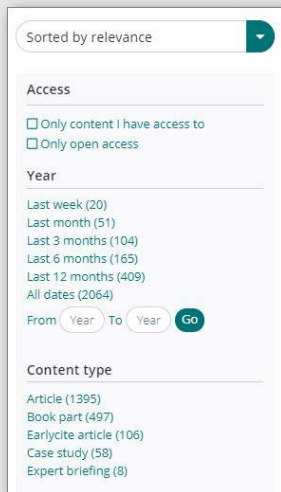 Sorted by relevance
Access
Only content I have access to
Only open access
Year
Last week (20)
Last month (51)
Last 3 months (104)
Last 6 months (165)
Last 12 months (409)
All dates (2064)
From Year To Year Go
Content type
Article (1395)
Book part (497)
Earlycite article (106)
Case study (58)
Expert briefing (8)